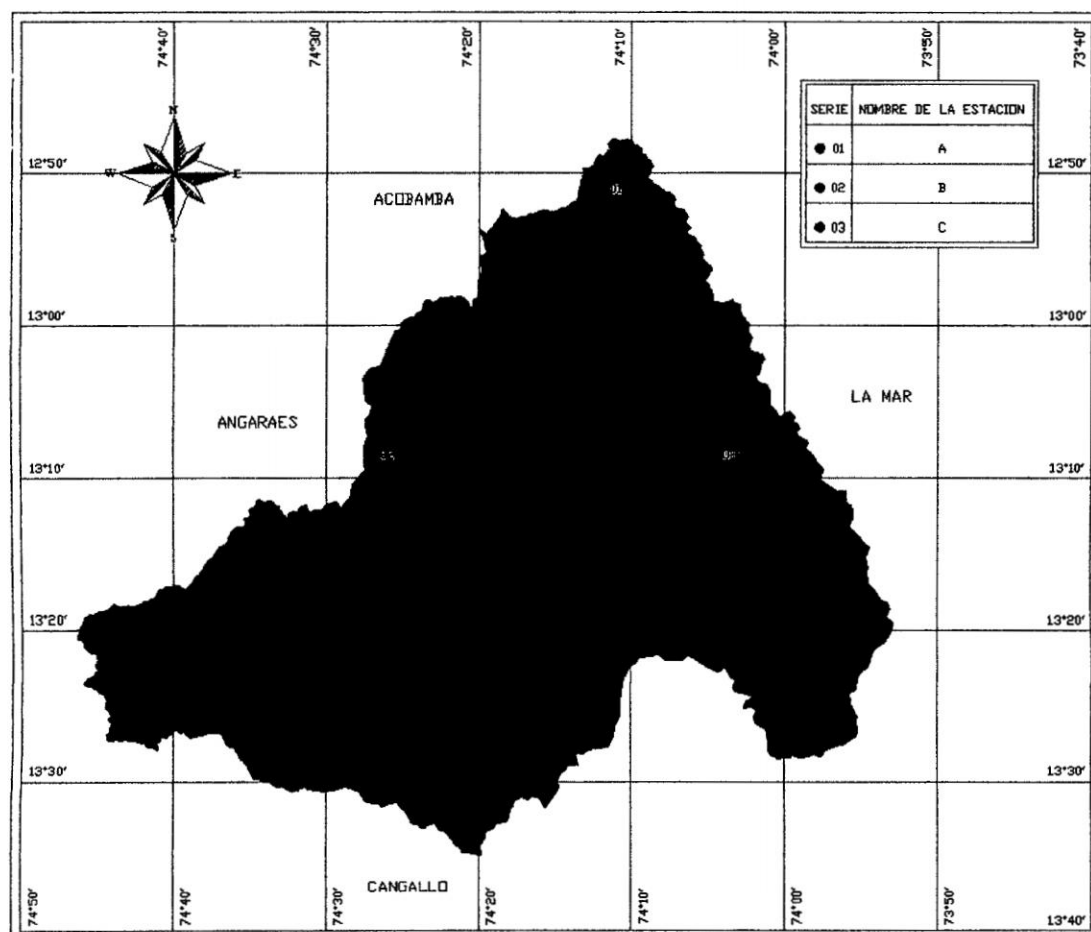 74°40'
74°30'
74°20'
74°10'
74°00'
73°50'
73°40'
SERIE NOMBRE DE LA ESTACION
01 A
02 B
03 C
N
W E
S
12°50'
12°50'
ACOBAMBA
13°00'
13°00'
LA MAR
ANGARAES
13°10'
13°10'
13°20'
13°20'
13°30'
13°30'
CANGALLO
74°50'
74°40'
74°30'
74°20'
74°10'
74°00'
73°50'
13°40'